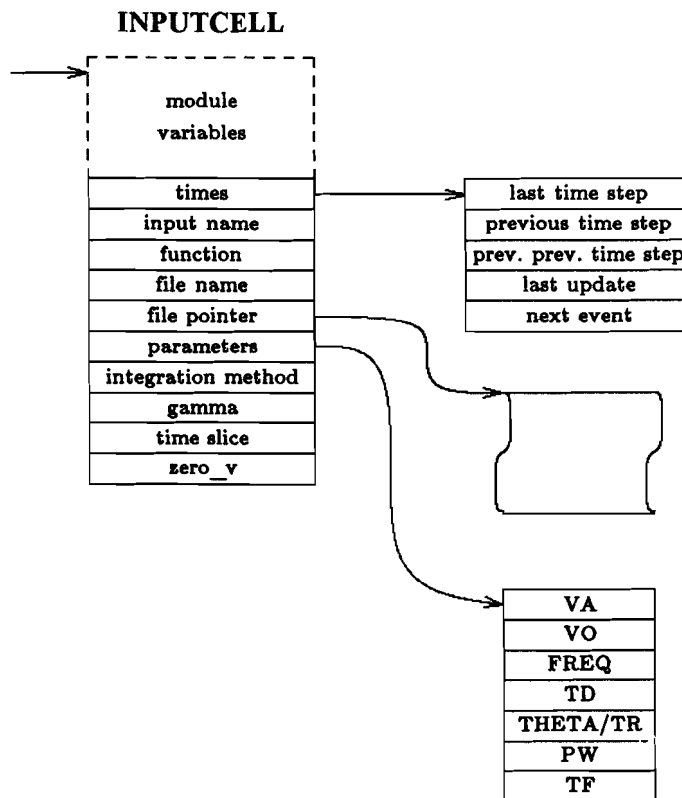 INPUTCELL
module
variables
times
input name
function
file name
file pointer
parameters
integration method
gamma
time slice
zero_v
last time step
previous time step
prev. prev. time step
last update
next event
VA
VO
FREQ
TD
THETA/TR
PW
TF